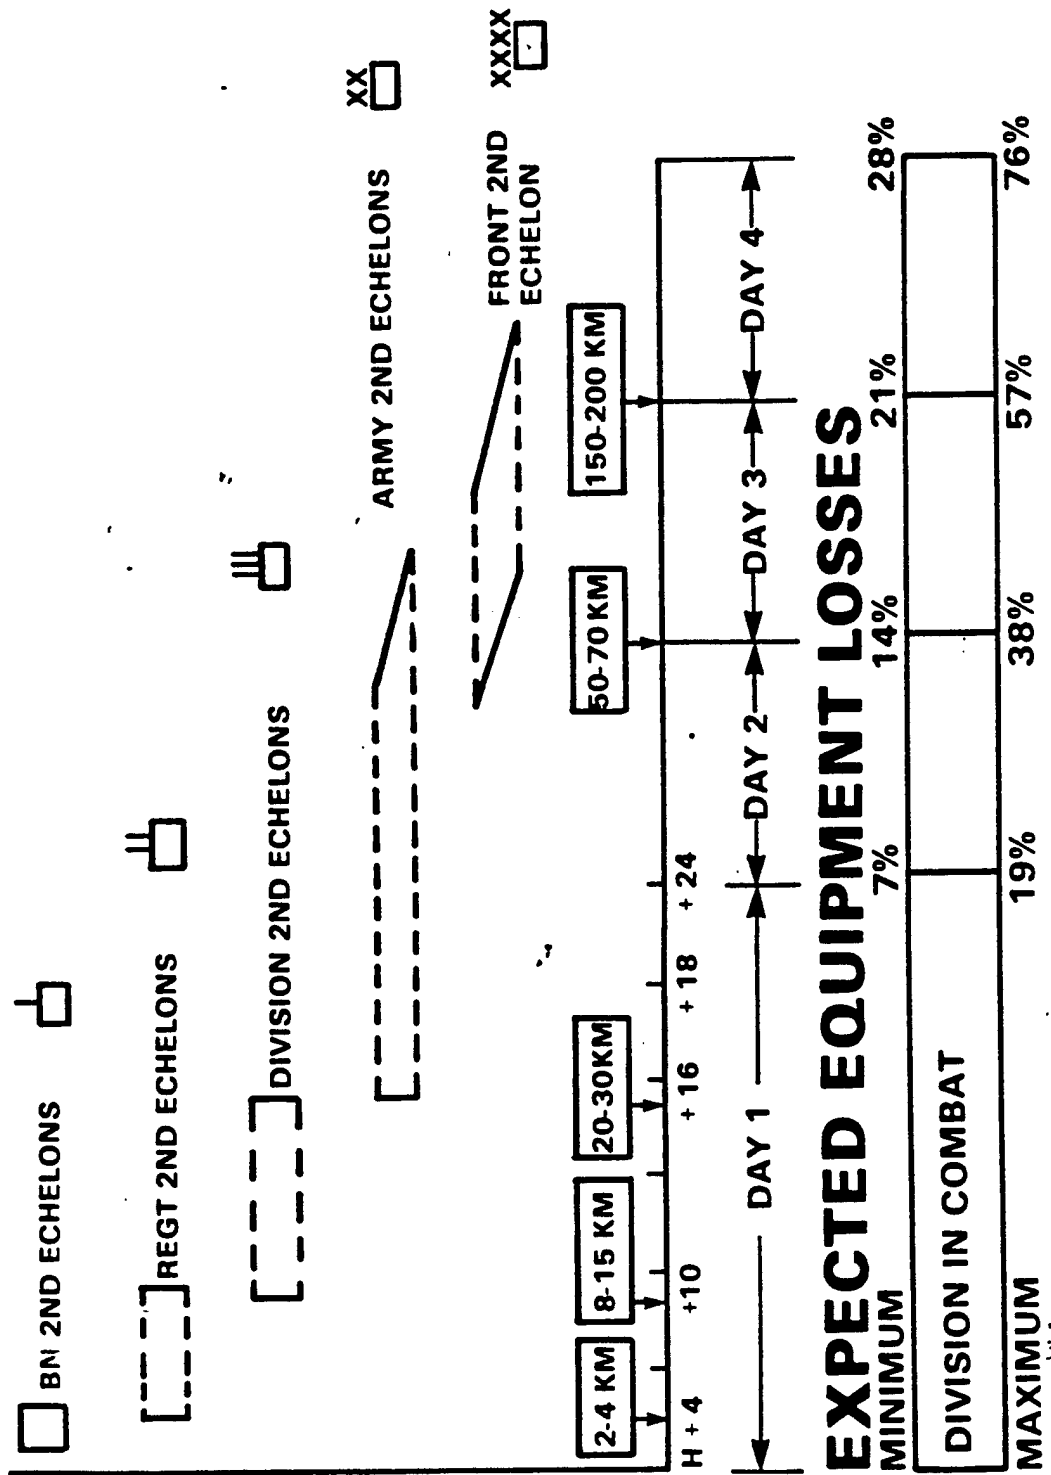 BN 2ND ECHELONS
REGT 2ND ECHELONS
DIVISION 2ND ECHELONS
XX
ARMY 2ND ECHELONS
XXXX
FRONT 2ND
ECHELON
2-4 KM
8-15 KM
20-30KM
50-70 KM
150-200 KM
H + 4
+10
+ 16
+ 18
+ 24
DAY 1
DAY 2
DAY 3
DAY 4
EXPECTED EQUIPMENT LOSSES
MINIMUM
7%
14%
21%
28%
DIVISION IN COMBAT
MAXIMUM
19%
38%
57%
76%